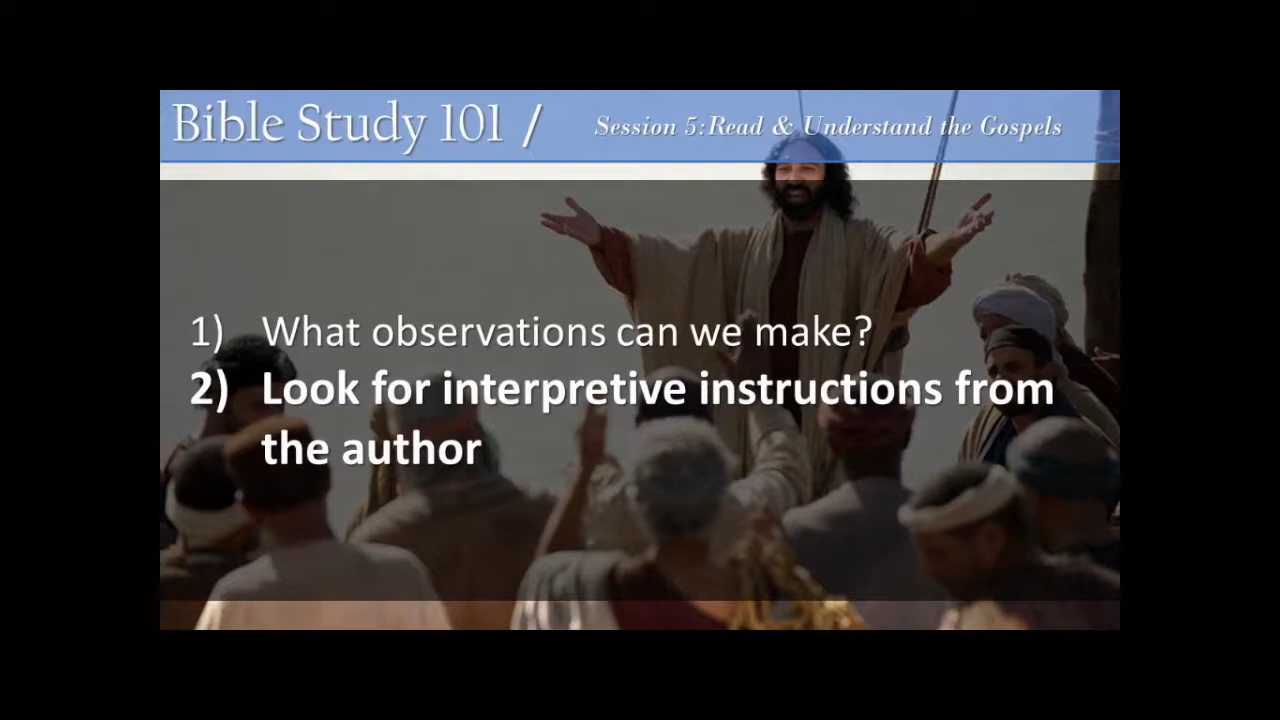 Bible Study 101 / Session 5:Read & Understand the Gospels
1) What observations can we make?
2) Look for interpretive instructions from
the author